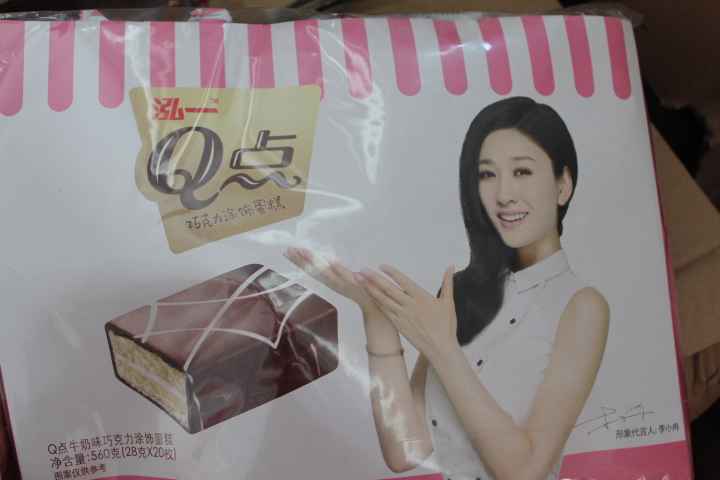 泓一
Q点
巧克力涂饰蛋糕
Q点牛奶味巧克力涂饰蛋糕
净含量:560克(28克X20枚)
图案仅供参考
形象代言人:李小冉